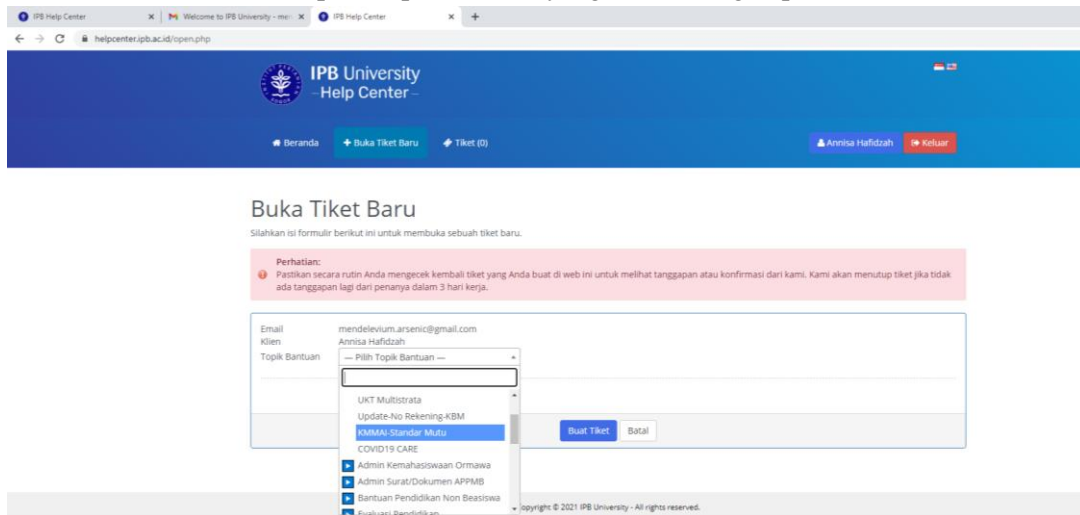 IPB Help Center
Welcome to IPB University - me
IPB Help Center
helpcenter.ipb.ac.id/open.php
IPB University
Help Center
Beranda
Buka Tiket Baru
Tiket (0)
Annisa Hafidzah
Keluar
Buka Tiket Baru
Silahkan isi formulir berikut ini untuk membuka sebuah tiket baru.
Perhatian:
Pastikan secara rutin Anda mengecek kembali tiket yang Anda buat di web ini untuk melihat tanggapan atau konfirmasi dari kami. Kami akan menutup tiket jika tidak
ada tanggapan lagi dari penanya dalam 3 hari kerja.
Email mendelevium.arsenic@gmail.com
Klien Annisa Hafidzah
Topik Bantuan — Pilih Topik Bantuan —
UKT Multistrata
Update-No Rekening-KBM
KMMAI-Standar Mutu
COVID19 CARE
Admin Kemahasiswaan Ormawa
Admin Surat/Dokumen APPMB
Bantuan Pendidikan Non Beasiswa
Evaluasi Pendidikan
Buat Tiket Batal
opyright © 2021 IPB University - All rights reserved.